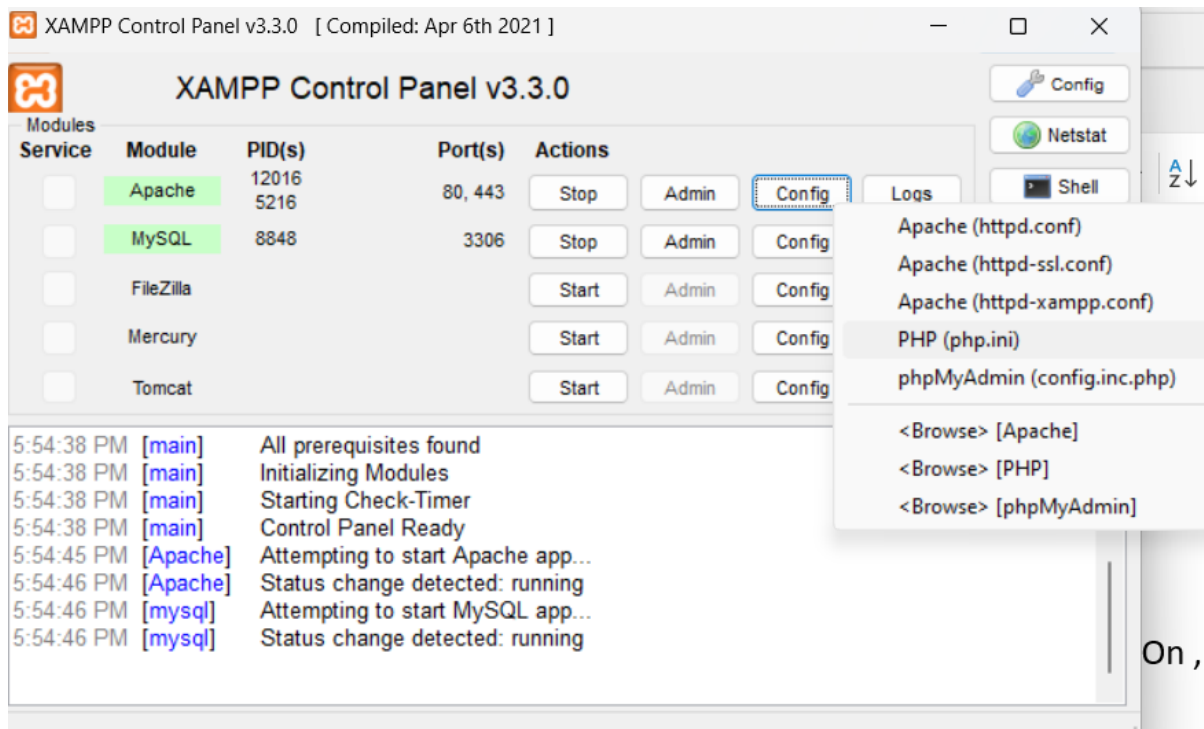 XAMPP Control Panel v3.3.0 [ Compiled: Apr 6th 2021 ]
XAMPP Control Panel v3.3.0
Config
Modules
Service Module PID(s) Port(s) Actions
Netstat
Apache 12016 5216 80, 443 Stop Admin Config Logs
Shell
MySQL 8848 3306 Stop Admin Config
FileZilla Start Admin Config
Mercury Start Admin Config
Tomcat Start Admin Config
Apache (httpd.conf)
Apache (httpd-ssl.conf)
Apache (httpd-xampp.conf)
PHP (php.ini)
phpMyAdmin (config.inc.php)
<Browse> [Apache]
<Browse> [PHP]
<Browse> [phpMyAdmin]
5:54:38 PM [main] All prerequisites found
5:54:38 PM [main] Initializing Modules
5:54:38 PM [main] Starting Check-Timer
5:54:38 PM [main] Control Panel Ready
5:54:45 PM [Apache] Attempting to start Apache app...
5:54:46 PM [Apache] Status change detected: running
5:54:46 PM [mysql] Attempting to start MySQL app...
5:54:46 PM [mysql] Status change detected: running
A
Z
On ,